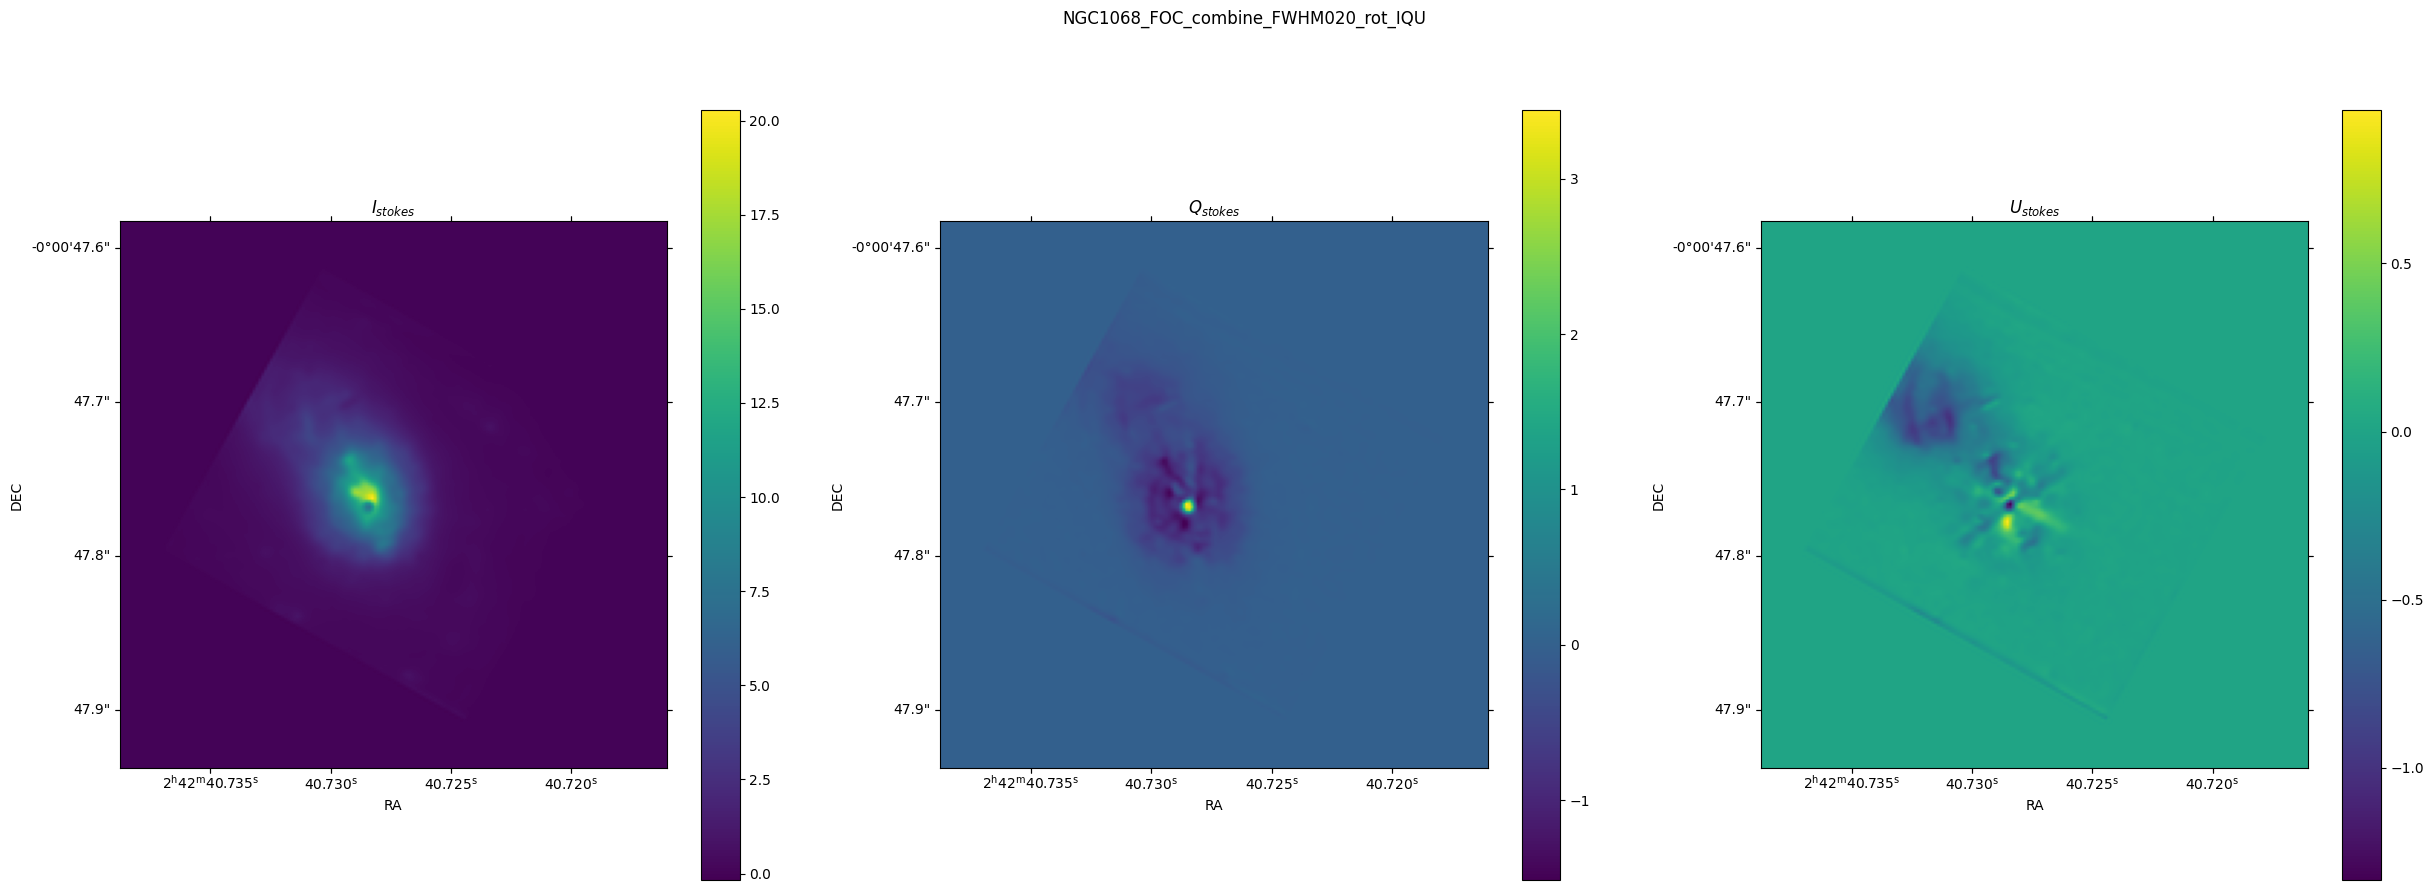 NGC1068_FOC_combine_FWHM020_rot_IQU
I_stokes
-0°00'47.6"
47.7"
47.8"
47.9"
DEC
2ʰ42ᵐ40.735ˢ
40.730ˢ
40.725ˢ
40.720ˢ
RA
20.0
17.5
15.0
12.5
10.0
7.5
5.0
2.5
0.0
Q_stokes
-0°00'47.6"
47.7"
47.8"
47.9"
DEC
2ʰ42ᵐ40.735ˢ
40.730ˢ
40.725ˢ
40.720ˢ
RA
3
2
1
0
−1
U_stokes
-0°00'47.6"
47.7"
47.8"
47.9"
DEC
2ʰ42ᵐ40.735ˢ
40.730ˢ
40.725ˢ
40.720ˢ
RA
0.5
0.0
−0.5
−1.0